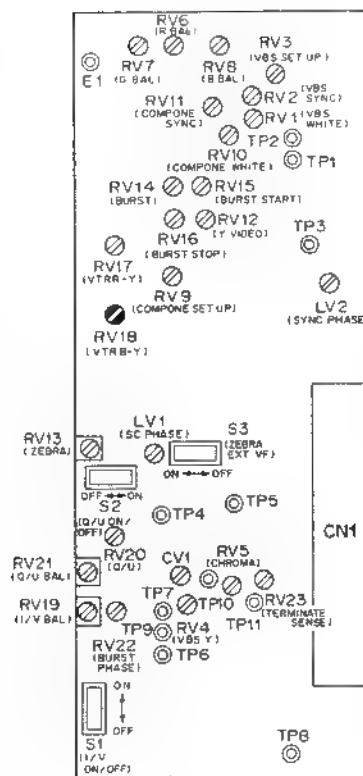 RV6
(R BAL)
RV7
(G BAL)
RV8
(B BAL)
RV3
(VBS SET UP)
E1
RV2
(VBS
SYNC)
RV11
(COMPONE
SYNC)
RV1
(VBS
WHITE)
TP2
RV10
(COMPONE WHITE)
TP1
RV14
(BURST)
RV15
(BURST START)
RV12
(Y VIDEO)
RV16
(BURST STOP)
TP3
RV17
(VTRR-Y)
RV9
(COMPONE SET UP)
LV2
(SYNC PHASE)
RV18
(VTRB-Y)
LV1
(SC PHASE)
S3
(ZEBRA
EXT VF)
RV13
(ZEBRA)
ON ↔ OFF
OFF ↔ ON
S2
(Q/U ON/
OFF)
TP4
TP5
CN1
RV20
(Q/U)
RV21
(Q/U BAL)
CV1
RV5
(CHROMA)
RV19
(I/V BAL)
TP7
TP10
RV23
(TERMINATE
SENSE)
TP9
RV4
(VBS Y)
TP11
RV22
(BURST
PHASE)
TP6
ON
OFF
S1
(I/V
ON/OFF)
TP8